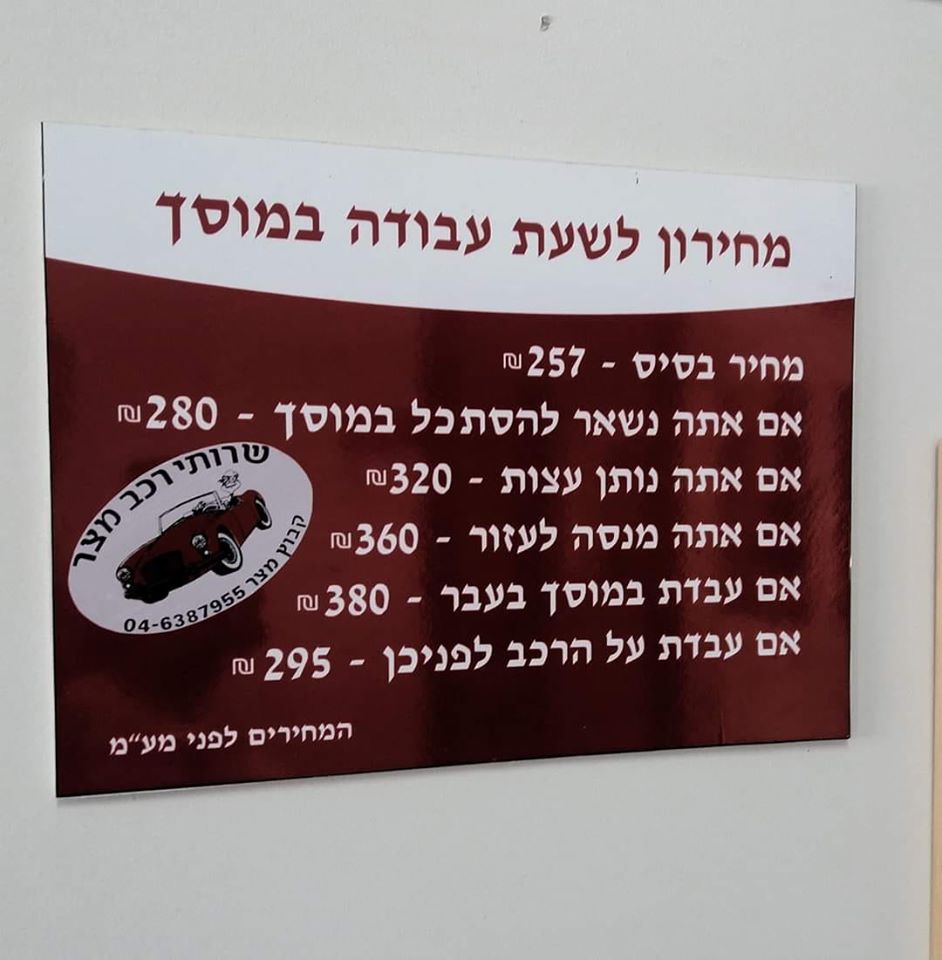 מחירון לשעת עבודה במוסך
מחיר בסיס - 257₪
אם אתה נשאר להסתכל במוסך - 280₪
אם אתה נותן עצות - 320₪
אם אתה מנסה לעזור - 360₪
אם עבדת במוסך בעבר - 380 ₪
אם עבדת על הרכב לפניכן - 295 ₪
המחירים לפני מע"מ
שרותי רכב מצר
קבוץ מצר
04-6387955